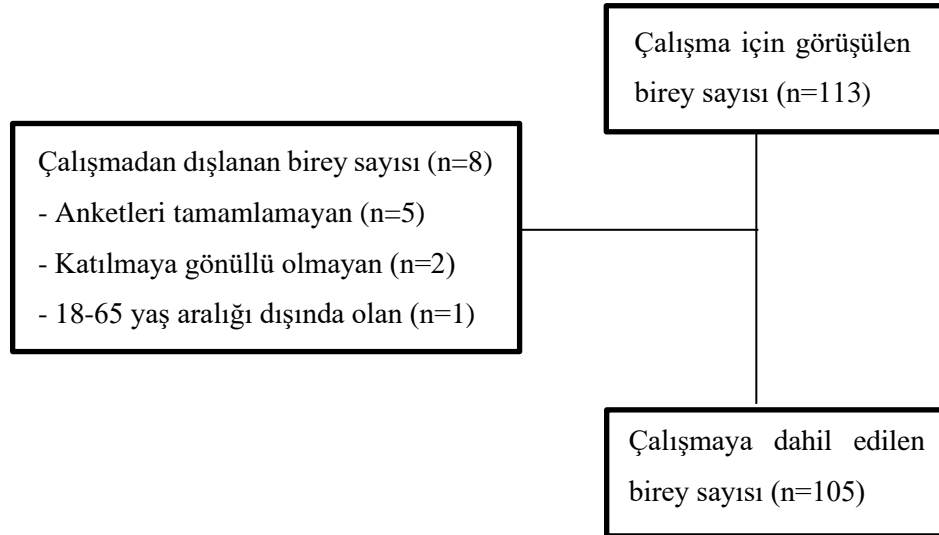 Çalışma için görüşülen
birey sayısı (n=113)
Çalışmadan dışlanan birey sayısı (n=8)
- Anketleri tamamlamayan (n=5)
- Katılmaya gönüllü olmayan (n=2)
- 18-65 yaş aralığı dışında olan (n=1)
Çalışmaya dahil edilen
birey sayısı (n=105)